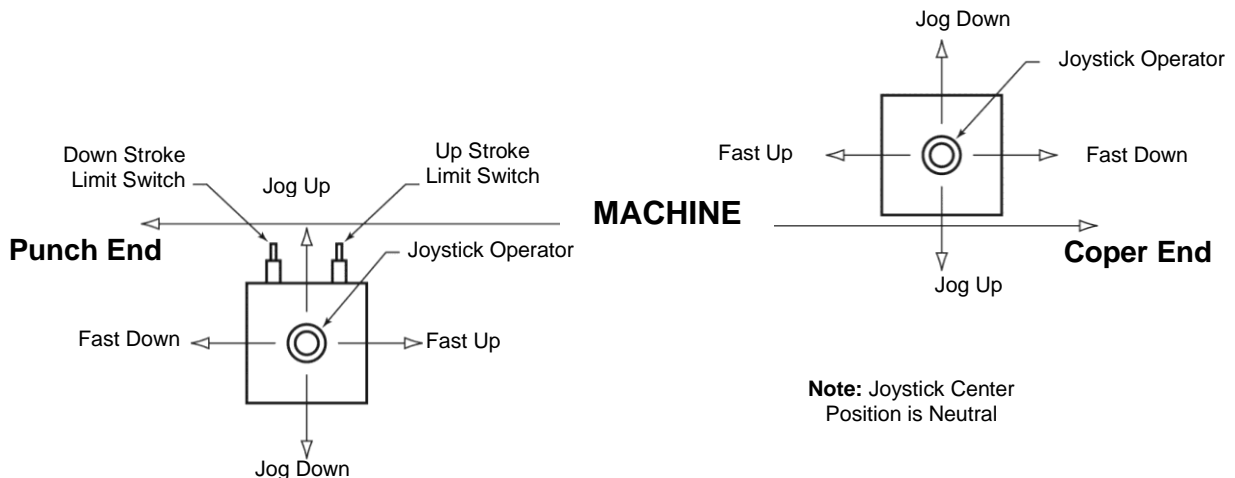 Jog Down
Joystick Operator
Fast Up
Fast Down
Jog Up
Down Stroke
Limit Switch
Up Stroke
Limit Switch
Jog Up
MACHINE
Punch End
Joystick Operator
Coper End
Fast Down
Fast Up
Note: Joystick Center
Position is Neutral
Jog Down